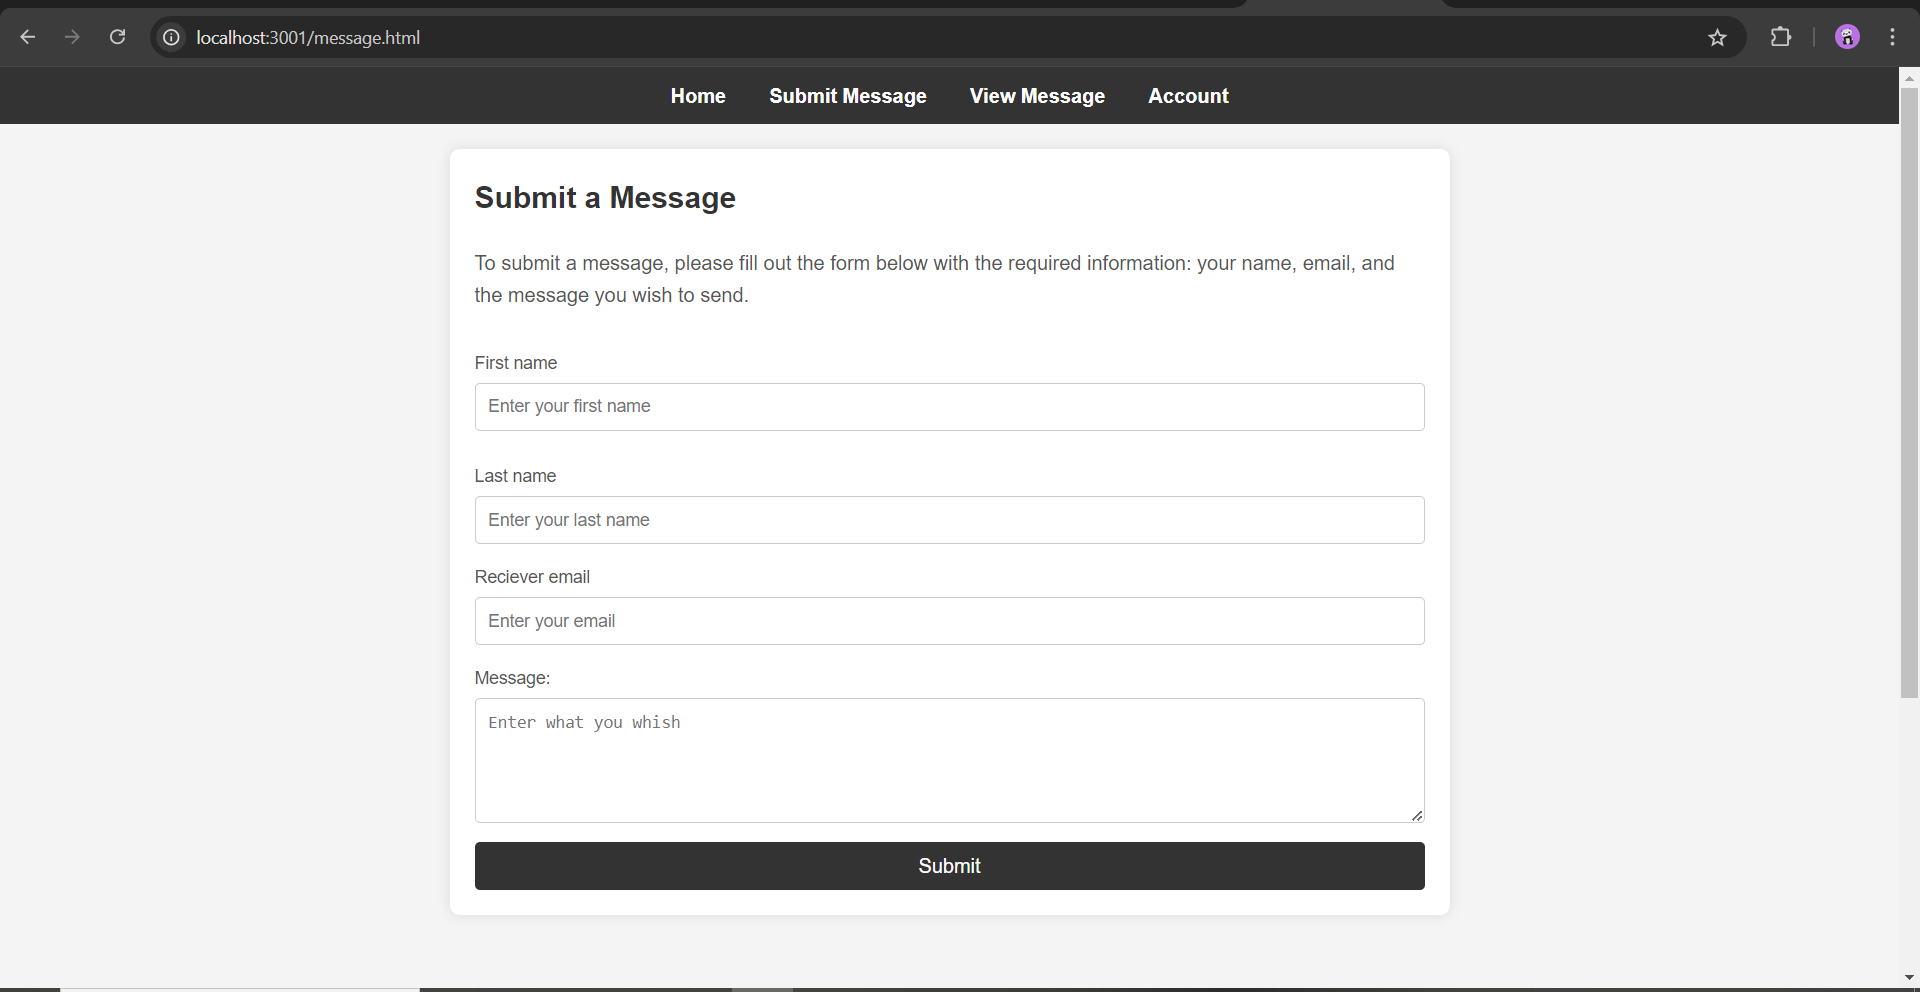 localhost:3001/message.html
Home Submit Message View Message Account
Submit a Message
To submit a message, please fill out the form below with the required information: your name, email, and
the message you wish to send.
First name
Enter your first name
Last name
Enter your last name
Reciever email
Enter your email
Message:
Enter what you whish
Submit